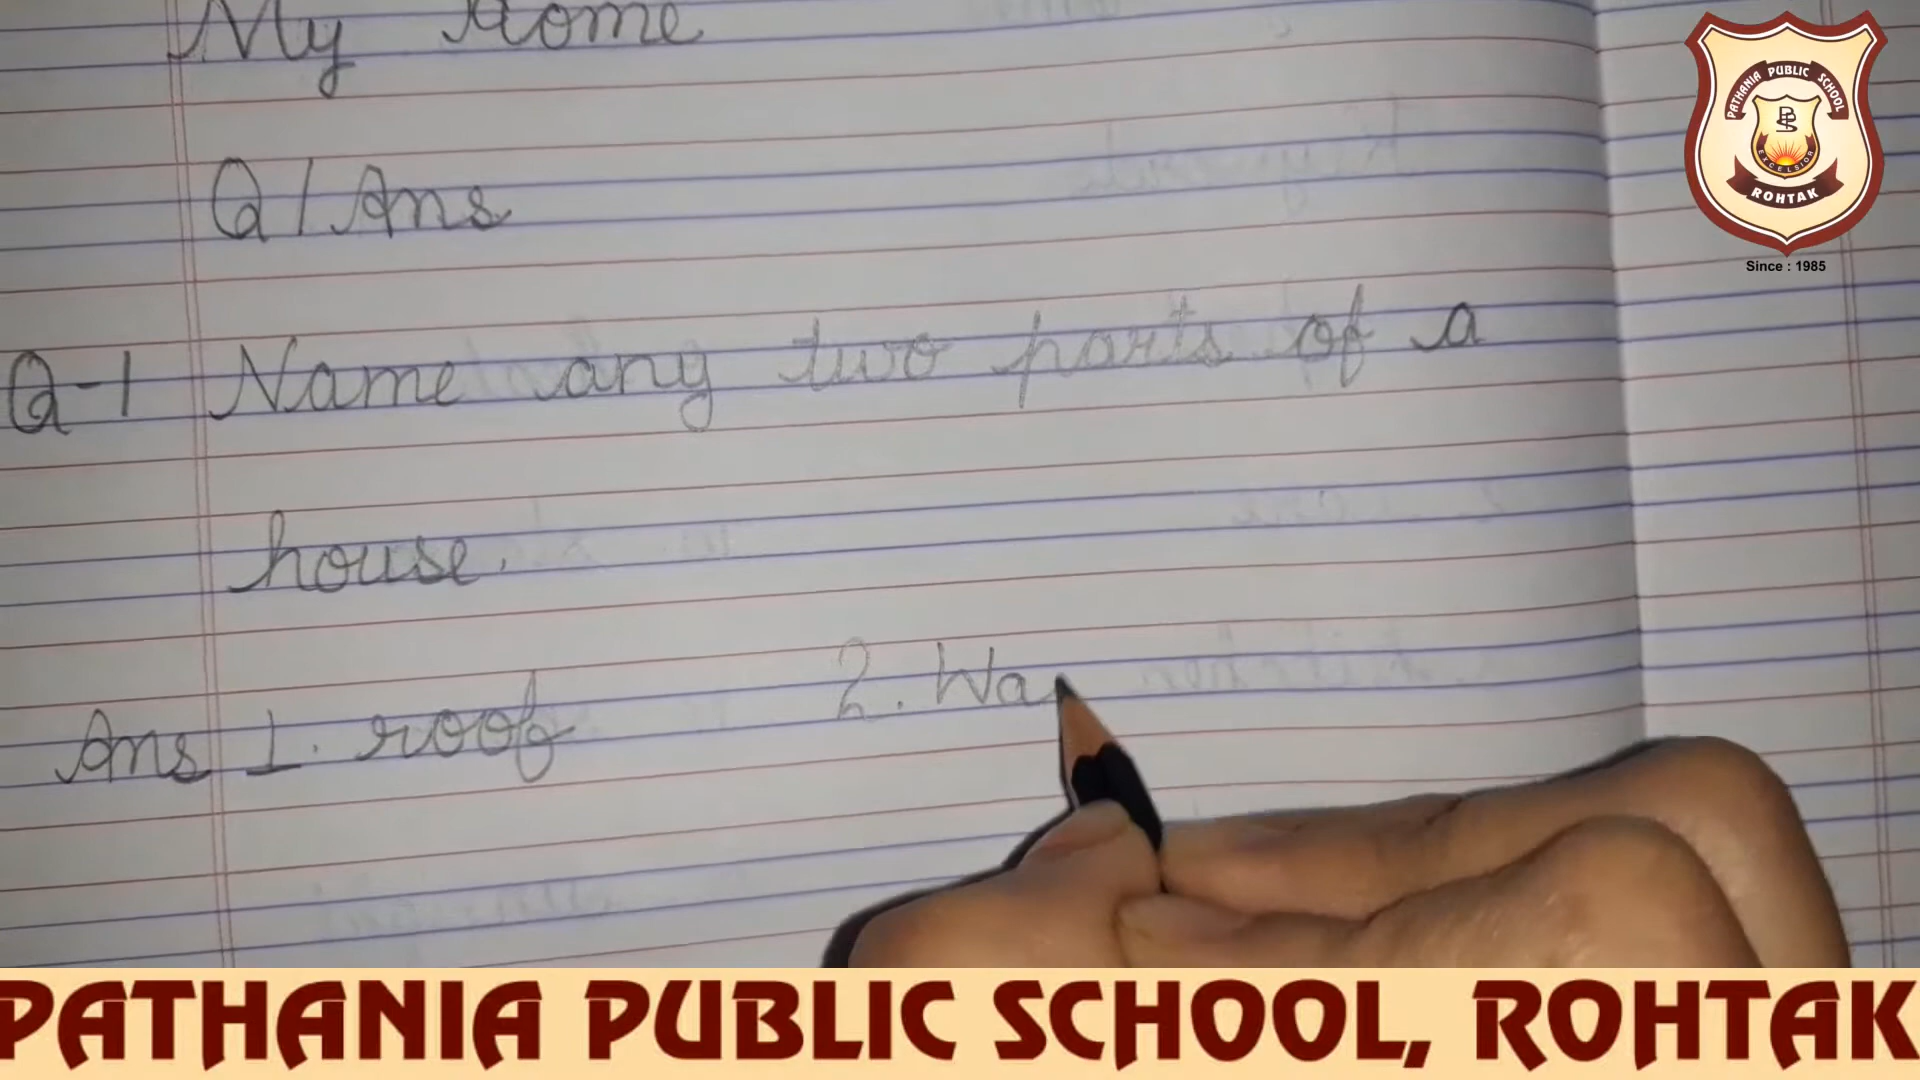 My Home
Q/Ans
Q-1 Name any two parts of a
house.
Ans 1. roof 2. Wa
PATHANIA PUBLIC SCHOOL
EXCELSIOR
ROHTAK
Since : 1985
PATHANIA PUBLIC SCHOOL, ROHTAK